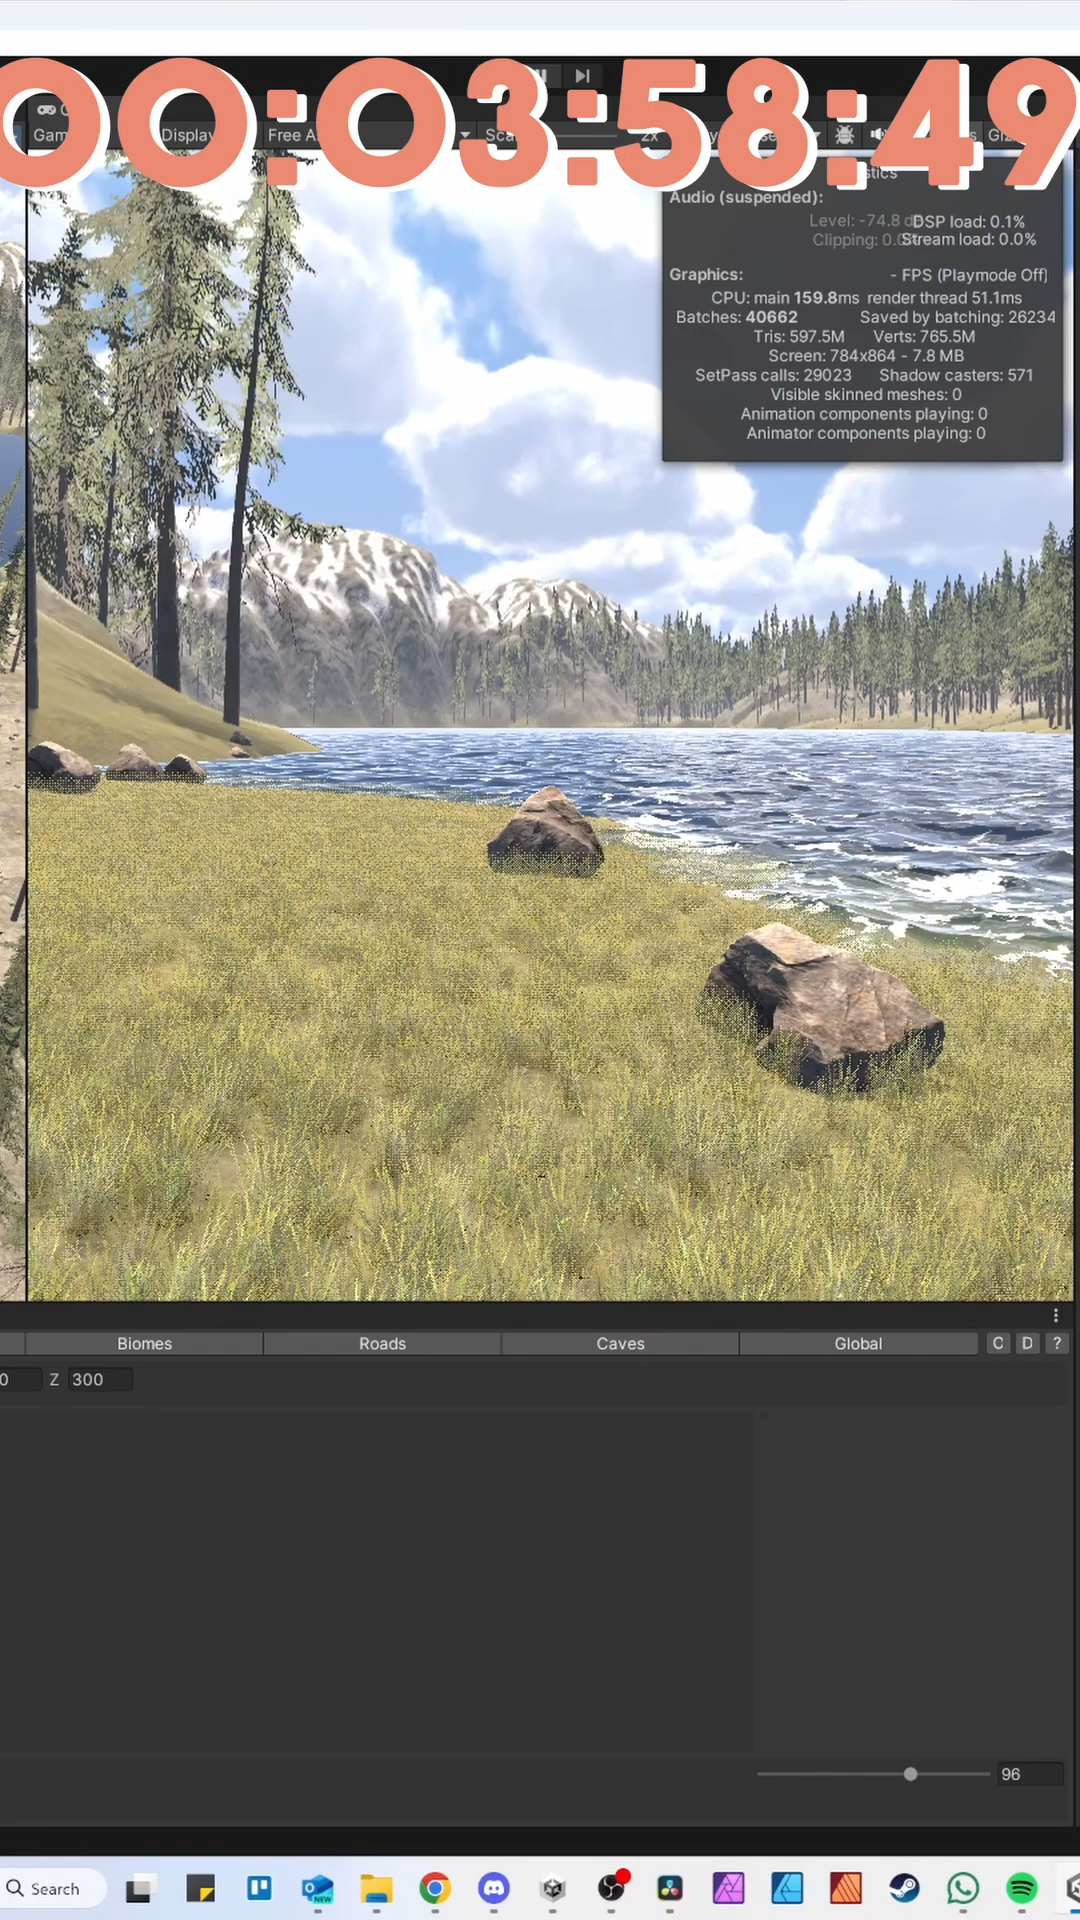 00:03:58:49
Display
Free A
2x
stics
Audio (suspended):
Level: -74.8 d
DSP load: 0.1%
Clipping: 0.0
Stream load: 0.0%
Graphics:
- FPS (Playmode Off)
CPU: main 159.8ms render thread 51.1ms
Batches: 40662
Saved by batching: 26234
Tris: 597.5M Verts: 765.5M
Screen: 784x864 - 7.8 MB
SetPass calls: 29023 Shadow casters: 571
Visible skinned meshes: 0
Animation components playing: 0
Animator components playing: 0
Biomes Roads Caves Global C D ?
0 Z 300
96
Search
NEW